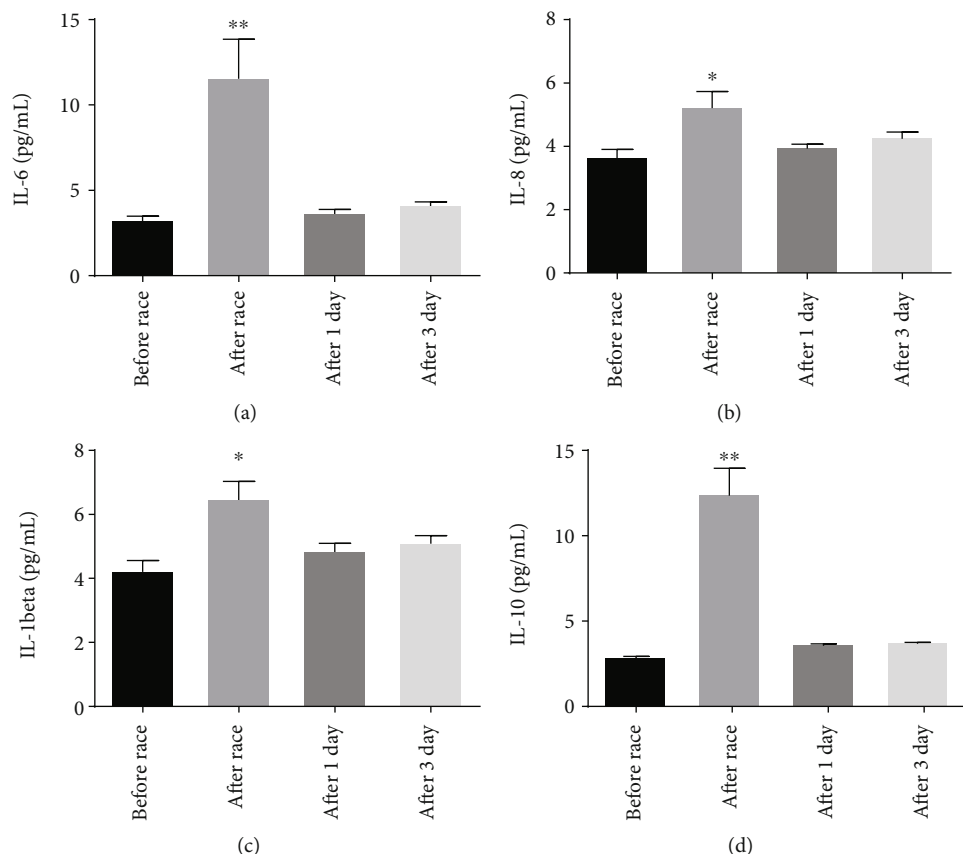 15
10
5
0
IL-6 (pg/mL)
**
Before race
After race
After 1 day
After 3 day
(a)
8
6
4
2
0
IL-8 (pg/mL)
*
Before race
After race
After 1 day
After 3 day
(b)
8
6
4
2
0
IL-1beta (pg/mL)
*
Before race
After race
After 1 day
After 3 day
(c)
15
10
5
0
IL-10 (pg/mL)
**
Before race
After race
After 1 day
After 3 day
(d)